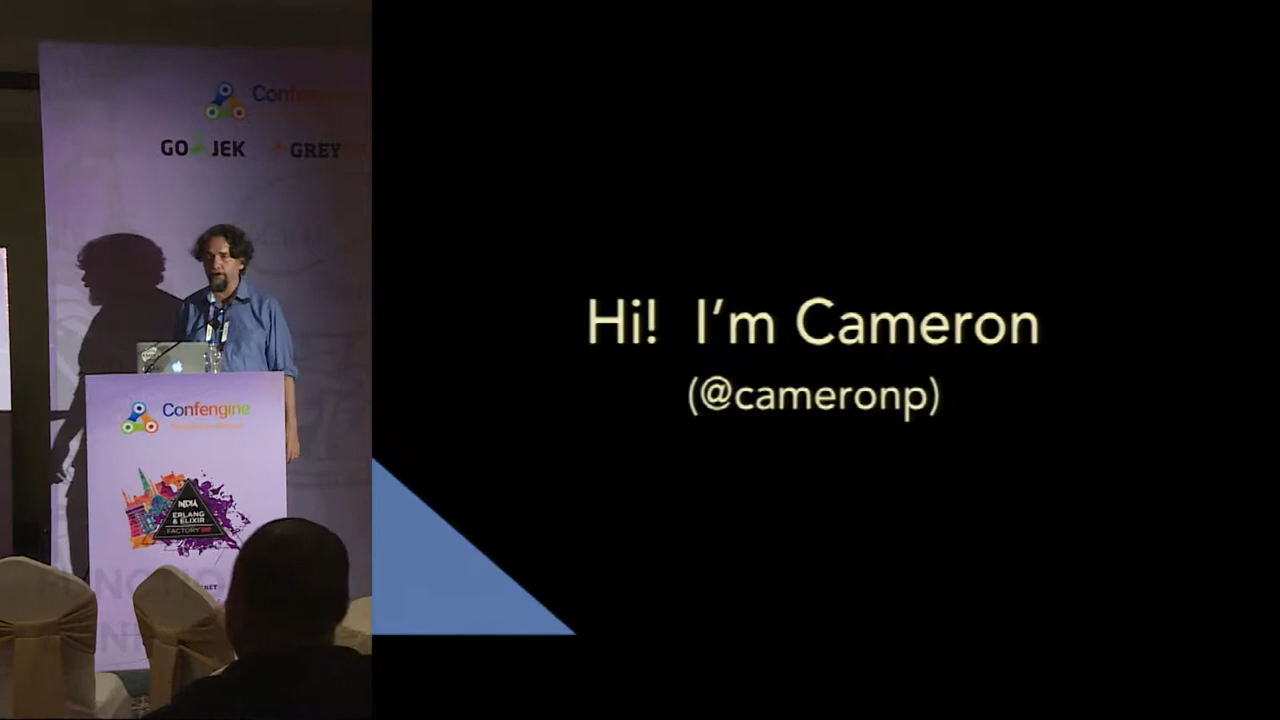 Confengine
GO JEK
GREY
Hi!  I’m Cameron
(@cameronp)
Confengine
INDIA
ERLANG
& ELIXIR
FACTORY